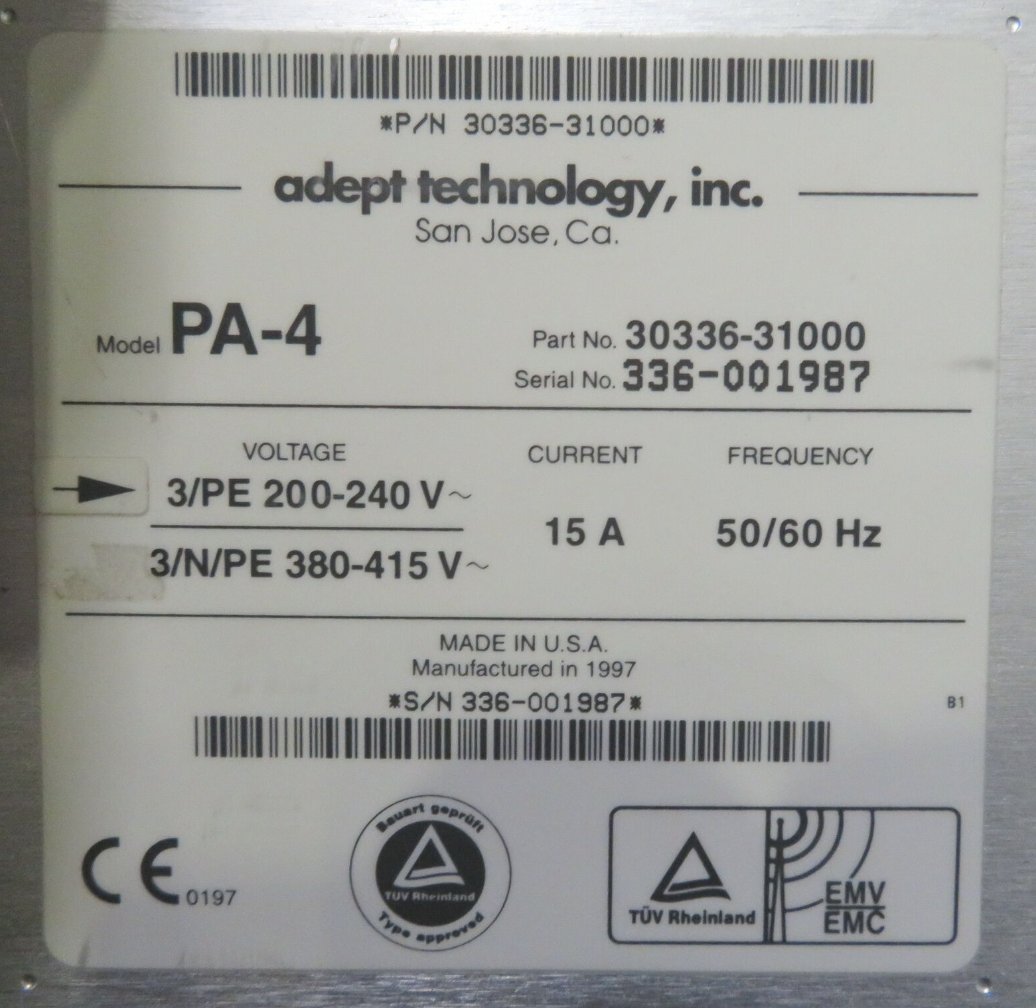 *P/N 30336-31000*
adept technology, inc.
San Jose, Ca.
Model PA-4
Part No. 30336-31000
Serial No. 336-001987
VOLTAGE CURRENT FREQUENCY
3/PE 200-240 V~
15 A 50/60 Hz
3/N/PE 380-415 V~
MADE IN U.S.A.
Manufactured in 1997
*S/N 336-001987*
B1
CE 0197
Bauart geprüft
TÜV Rheinland
Type approved
TÜV Rheinland
EMV
EMC